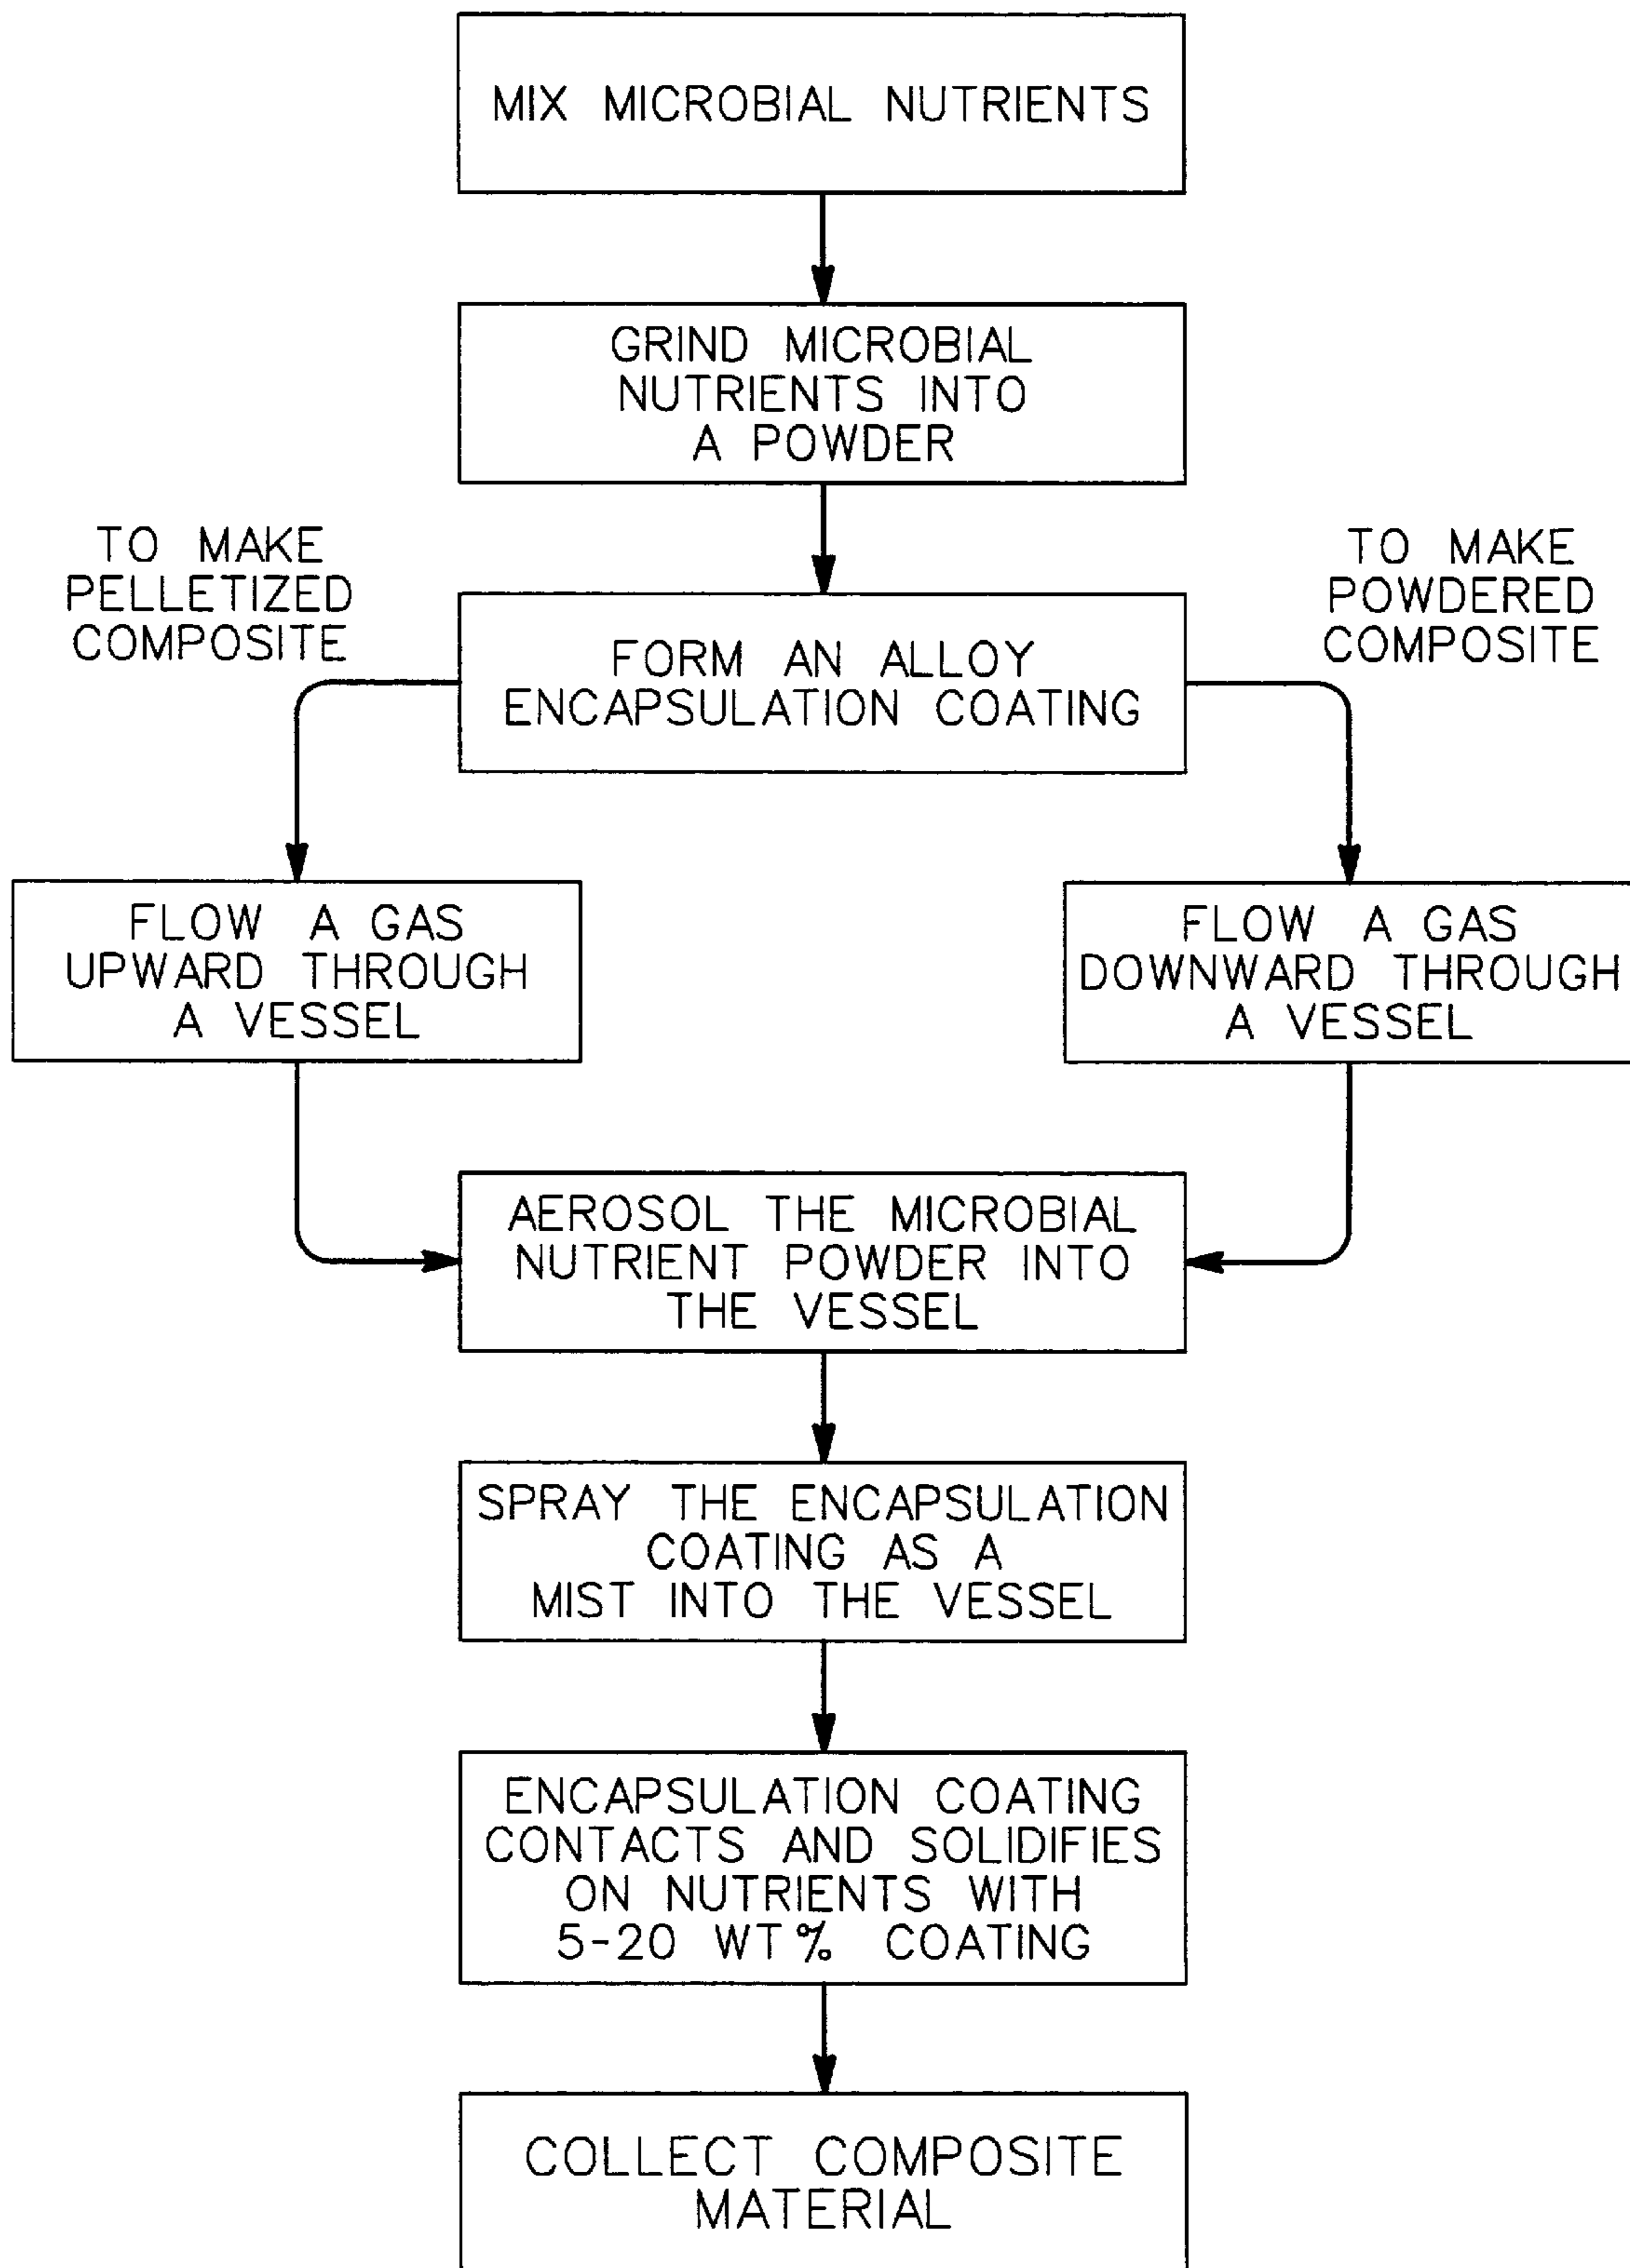 MIX MICROBIAL NUTRIENTS
GRIND MICROBIAL
NUTRIENTS INTO
A POWDER
TO MAKE
PELLETIZED
COMPOSITE
TO MAKE
POWDERED
COMPOSITE
FORM AN ALLOY
ENCAPSULATION COATING
FLOW A GAS
UPWARD THROUGH
A VESSEL
FLOW A GAS
DOWNWARD THROUGH
A VESSEL
AEROSOL THE MICROBIAL
NUTRIENT POWDER INTO
THE VESSEL
SPRAY THE ENCAPSULATION
COATING AS A
MIST INTO THE VESSEL
ENCAPSULATION COATING
CONTACTS AND SOLIDIFIES
ON NUTRIENTS WITH
5-20 WT% COATING
COLLECT COMPOSITE
MATERIAL